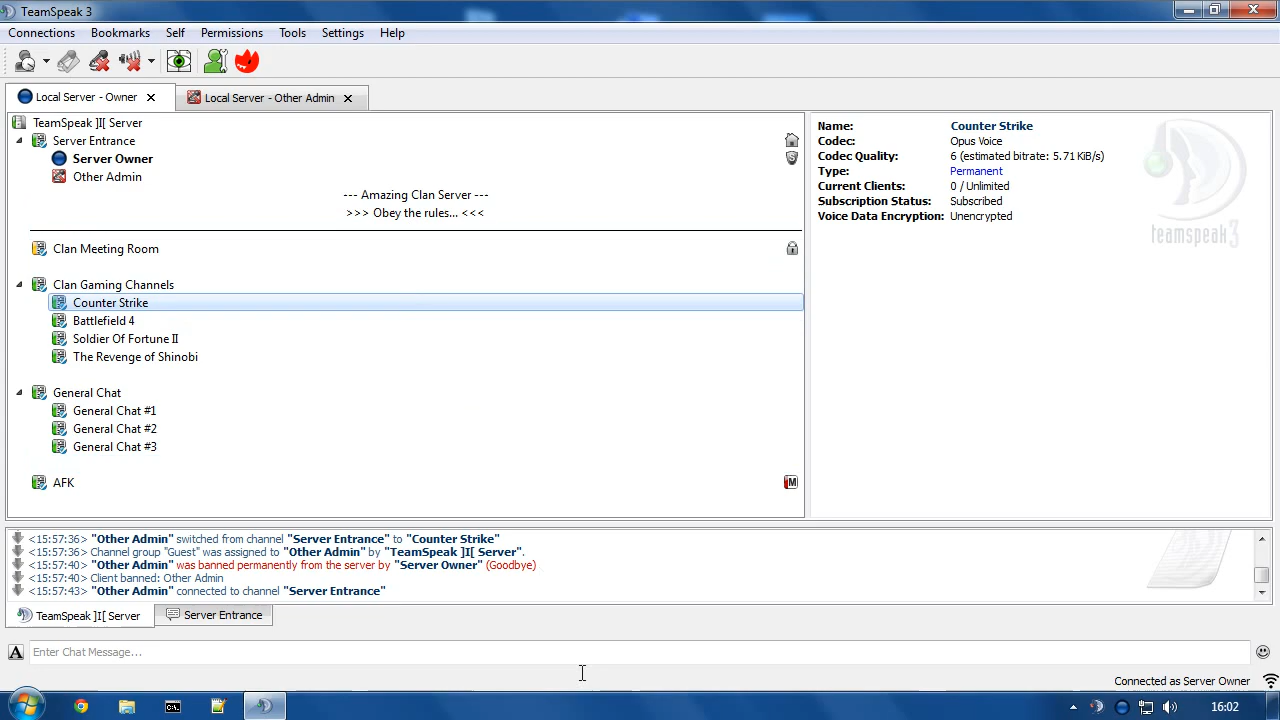 TeamSpeak 3
Connections Bookmarks Self Permissions Tools Settings Help
Local Server - Owner Local Server - Other Admin
TeamSpeak ]I[ Server
Server Entrance
Server Owner
Other Admin
--- Amazing Clan Server ---
>>> Obey the rules... <<<
Clan Meeting Room
Clan Gaming Channels
Counter Strike
Battlefield 4
Soldier Of Fortune II
The Revenge of Shinobi
General Chat
General Chat #1
General Chat #2
General Chat #3
AFK
M
Name: Counter Strike
Codec: Opus Voice
Codec Quality: 6 (estimated bitrate: 5.71 KiB/s)
Type: Permanent
Current Clients: 0 / Unlimited
Subscription Status: Subscribed
Voice Data Encryption: Unencrypted
teamspeak3
<15:57:36> "Other Admin" switched from channel "Server Entrance" to "Counter Strike"
<15:57:36> Channel group "Guest" was assigned to "Other Admin" by "TeamSpeak ]I[ Server".
<15:57:40> "Other Admin" was banned permanently from the server by "Server Owner" (Goodbye)
<15:57:40> Client banned: Other Admin
<15:57:43> "Other Admin" connected to channel "Server Entrance"
TeamSpeak ]I[ Server Server Entrance
A Enter Chat Message...
Connected as Server Owner
16:02